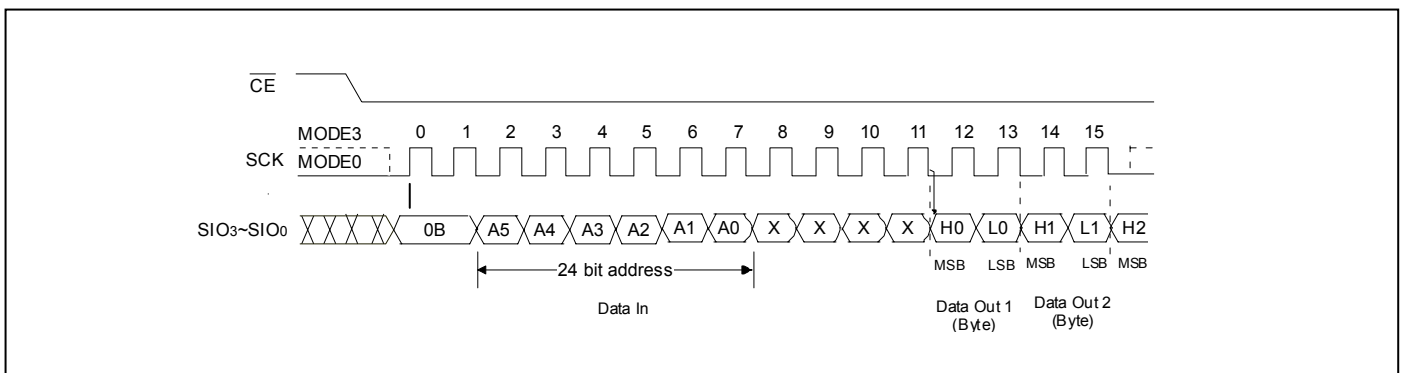 CE
MODE3 0 1 2 3 4 5 6 7 8 9 10 11 12 13 14 15
SCK MODE0
SIO3~SIO0 0B A5 A4 A3 A2 A1 A0 X X X X H0 L0 H1 L1 H2
MSB LSB MSB LSB MSB
24 bit address
Data In
Data Out 1 (Byte)
Data Out 2 (Byte)